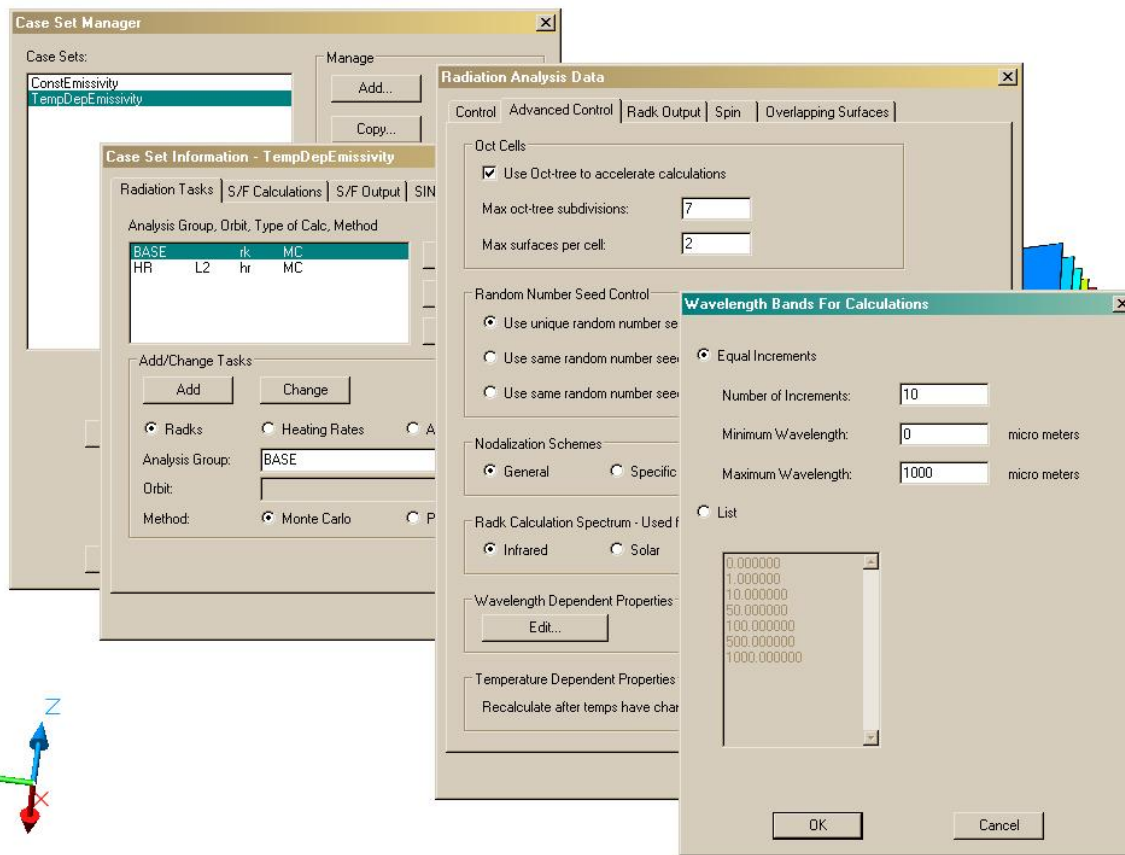 Case Set Manager
Case Sets:
ConstEmissivity
TempDepEmissivity
Manage
Add...
Copy...
Case Set Information - TempDepEmissivity
Radiation Tasks S/F Calculations S/F Output SIN
Analysis Group, Orbit, Type of Calc, Method
BASE rk MC
HR L2 hr MC
Add/Change Tasks
Add Change
Radks Heating Rates A
Analysis Group: BASE
Orbit:
Method: Monte Carlo P
Radiation Analysis Data
Control Advanced Control Radk Output Spin Overlapping Surfaces
Oct Cells
Use Oct-tree to accelerate calculations
Max oct-tree subdivisions: 7
Max surfaces per cell: 2
Random Number Seed Control
Use unique random number se
Use same random number see
Use same random number see
Nodalization Schemes
General Specific
Radk Calculation Spectrum - Used f
Infrared Solar
Wavelength Dependent Properties
Edit...
Temperature Dependent Properties
Recalculate after temps have char
Wavelength Bands For Calculations
Equal Increments
Number of Increments: 10
Minimum Wavelength: 0 micro meters
Maximum Wavelength: 1000 micro meters
List
0.000000
1.000000
10.000000
50.000000
100.000000
500.000000
1000.000000
OK Cancel
Z
X